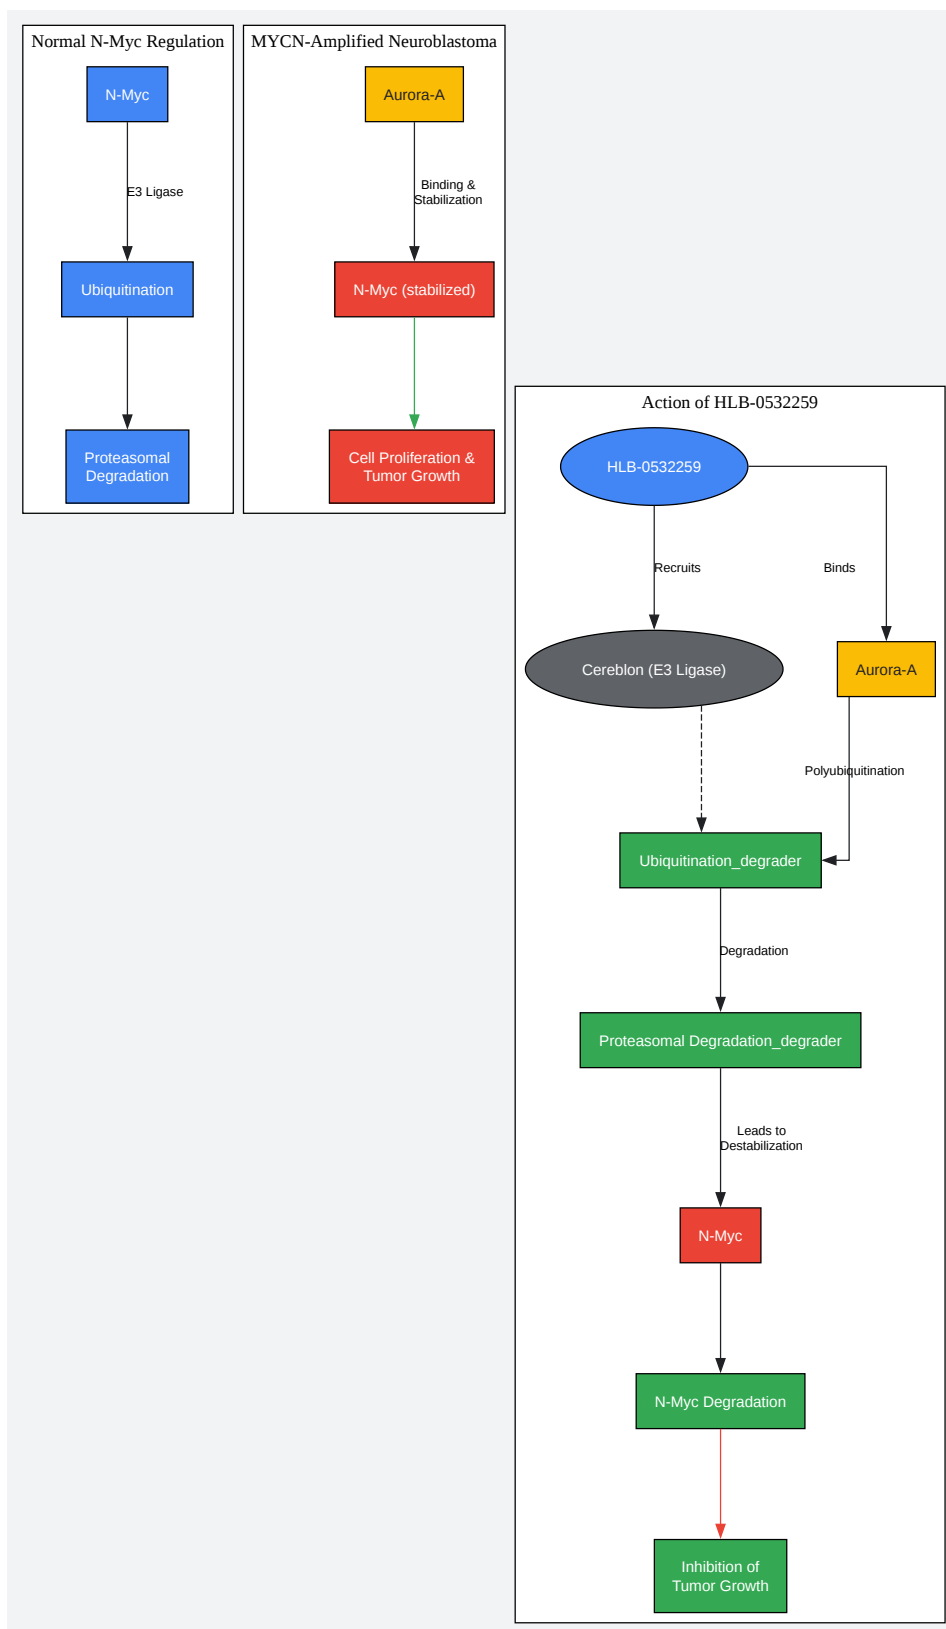 Normal N-Myc Regulation
N-Myc
E3 Ligase
Ubiquitination
Proteasomal
Degradation
MYCN-Amplified Neuroblastoma
Aurora-A
Binding &
Stabilization
N-Myc (stabilized)
Cell Proliferation &
Tumor Growth
Action of HLB-0532259
HLB-0532259
Recruits
Binds
Cereblon (E3 Ligase)
Aurora-A
Polyubiquitination
Ubiquitination_degrader
Degradation
Proteasomal Degradation_degrader
Leads to
Destabilization
N-Myc
N-Myc Degradation
Inhibition of
Tumor Growth